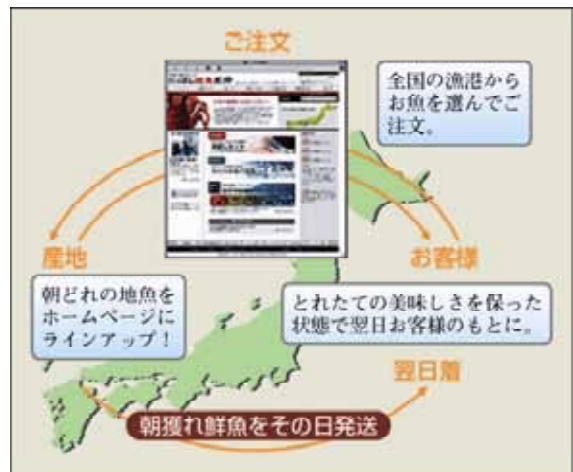 ご注文
全国の漁港から
お魚を選んでご
注文。
産地
お客様
朝どれの地魚を
ホームページに
ラインアップ!
とれたての美味しさを保った
状態で翌日お客様のもとに。
翌日着
朝獲れ鮮魚をその日発送